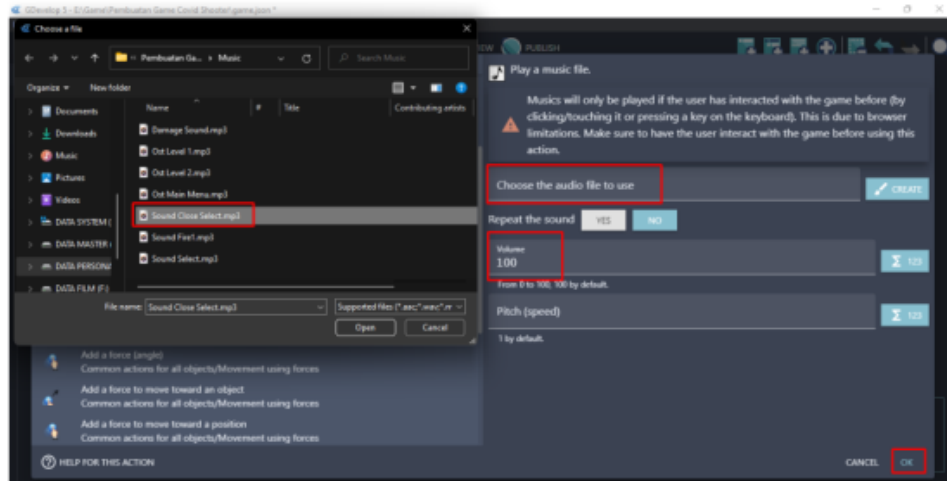 GDevelop 5 - E:\Game\Pembuatan Game Covid Shooter\game.json *
Choose a file
Pembuatan Ga... > Music
Search Music
Organize
New folder
Name
#
Title
Contributing artists
Documents
Downloads
Music
Pictures
Videos
DATA SYSTEM (
DATA MASTER (
DATA PERSONA
DATA FILM (F:)
Damage Sound.mp3
Ost Level 1.mp3
Ost Level 2.mp3
Ost Main Menu.mp3
Sound Close Select.mp3
Sound Fire1.mp3
Sound Select.mp3
File name: Sound Close Select.mp3
Supported files (*.aac;*.wav;*.m
Open
Cancel
EW
PUBLISH
Play a music file.
Musics will only be played if the user has interacted with the game before (by
clicking/touching it or pressing a key on the keyboard). This is due to browser
limitations. Make sure to have the user interact with the game before using this
action.
Choose the audio file to use
CREATE
Repeat the sound
YES
NO
Volume
100
Σ 123
From 0 to 100, 100 by default.
Pitch (speed)
Σ 123
1 by default.
Add a force (angle)
Common actions for all objects/Movement using forces
Add a force to move toward an object
Common actions for all objects/Movement using forces
Add a force to move toward a position
Common actions for all objects/Movement using forces
HELP FOR THIS ACTION
CANCEL
OK